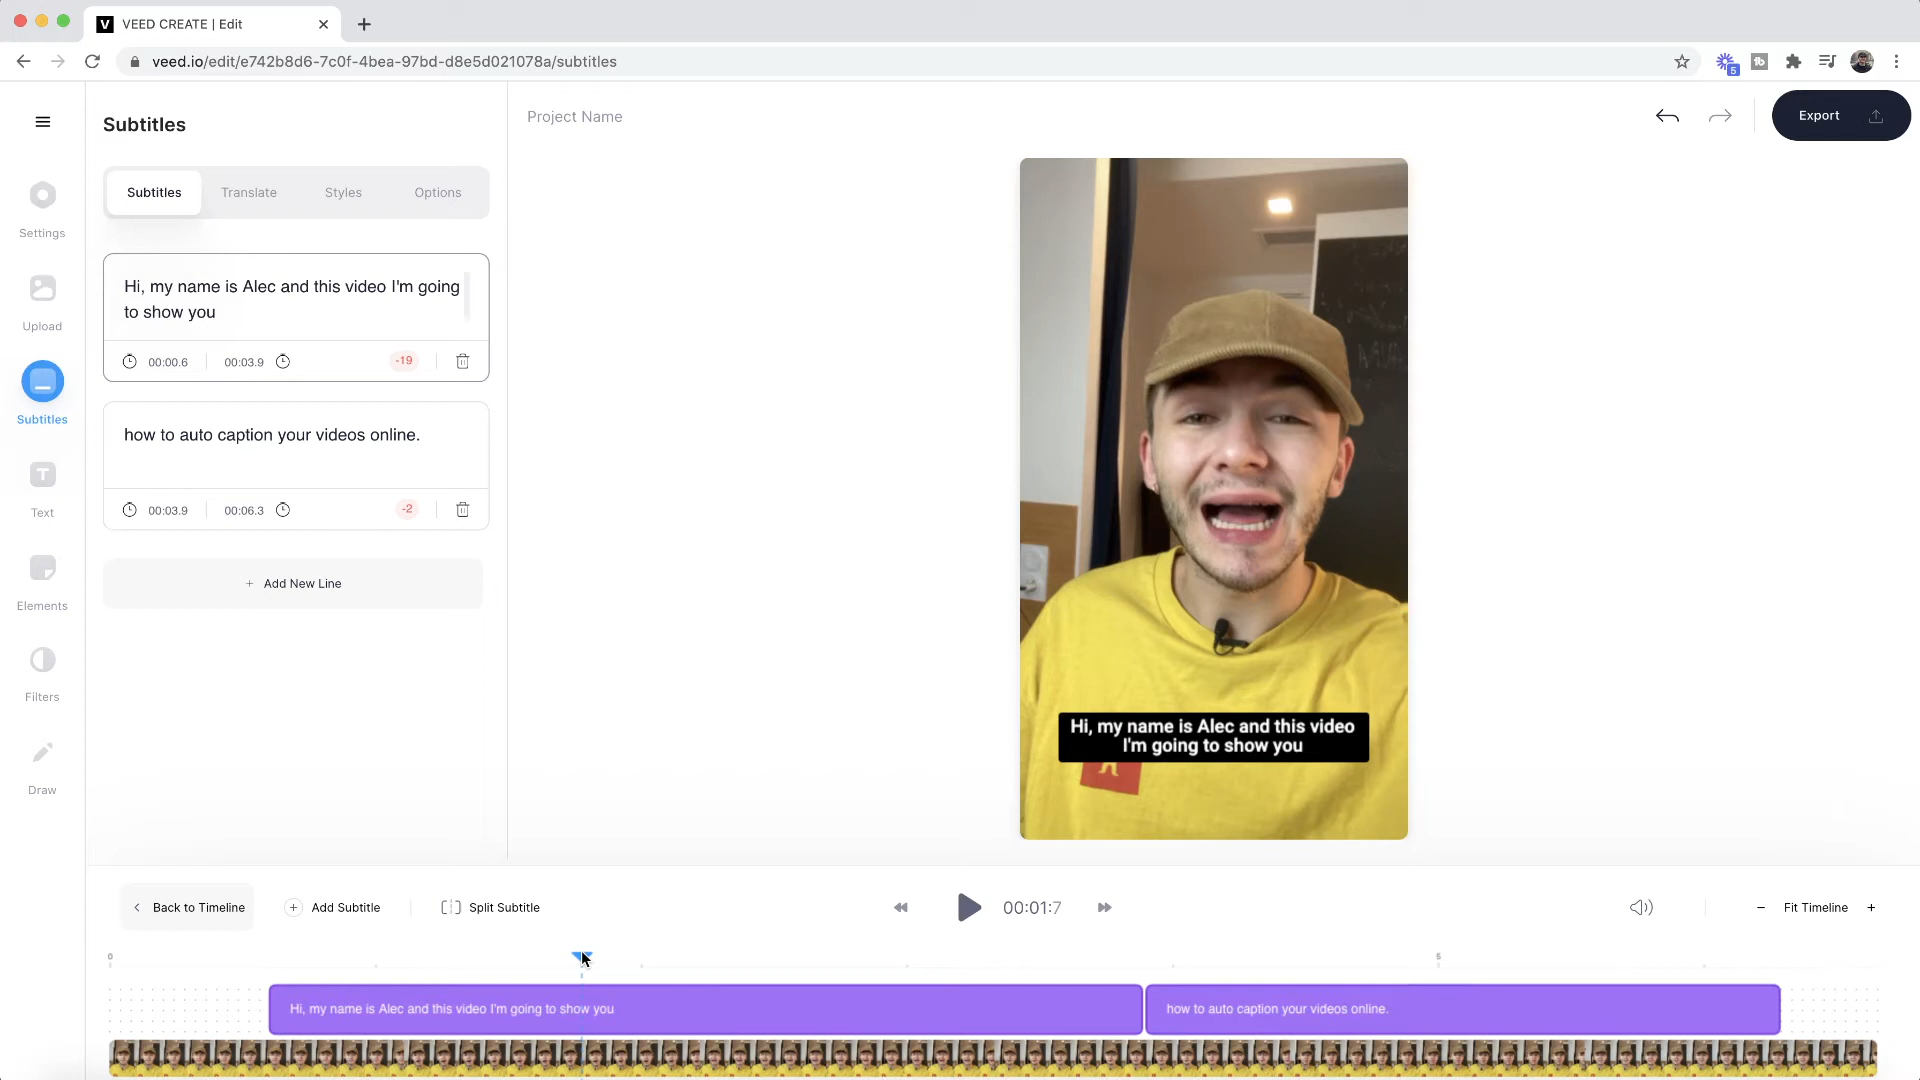 VEED CREATE | Edit
veed.io/edit/e742b8d6-7c0f-4bea-97bd-d8e5d021078a/subtitles
5
Subtitles
Project Name
Export
Subtitles
Translate
Styles
Options
Settings
Upload
Subtitles
Text
Elements
Filters
Draw
Hi, my name is Alec and this video I'm going
to show you
00:00.6
00:03.9
-19
how to auto caption your videos online.
00:03.9
00:06.3
-2
+ Add New Line
Hi, my name is Alec and this video
I'm going to show you
Back to Timeline
Add Subtitle
Split Subtitle
00:01:7
− Fit Timeline +
0
5
Hi, my name is Alec and this video I'm going to show you
how to auto caption your videos online.